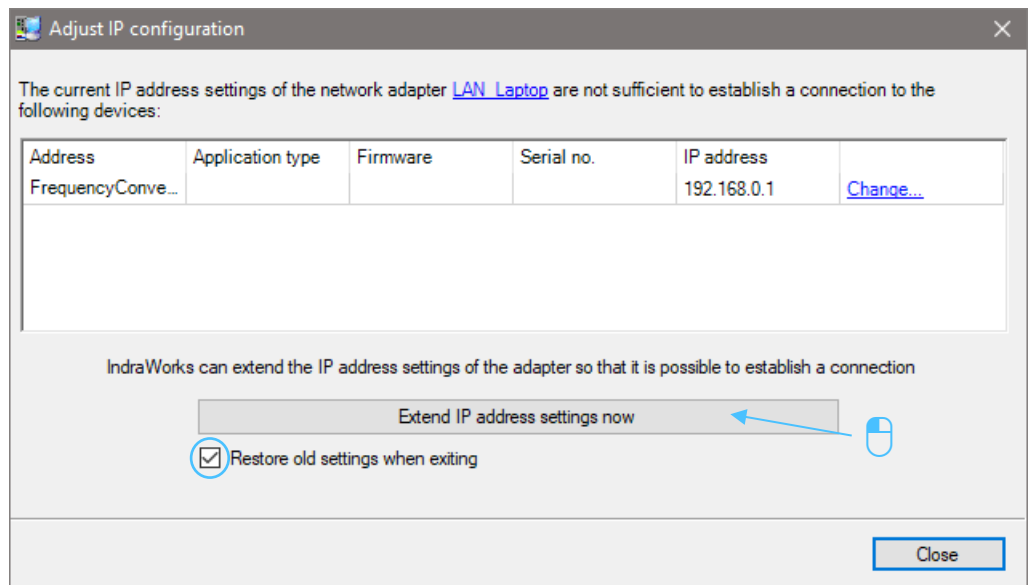 Adjust IP configuration
The current IP address settings of the network adapter LAN_Laptop are not sufficient to establish a connection to the
following devices:
Address Application type Firmware Serial no. IP address
FrequencyConve... 192.168.0.1 Change...
IndraWorks can extend the IP address settings of the adapter so that it is possible to establish a connection
Extend IP address settings now
Restore old settings when exiting
Close